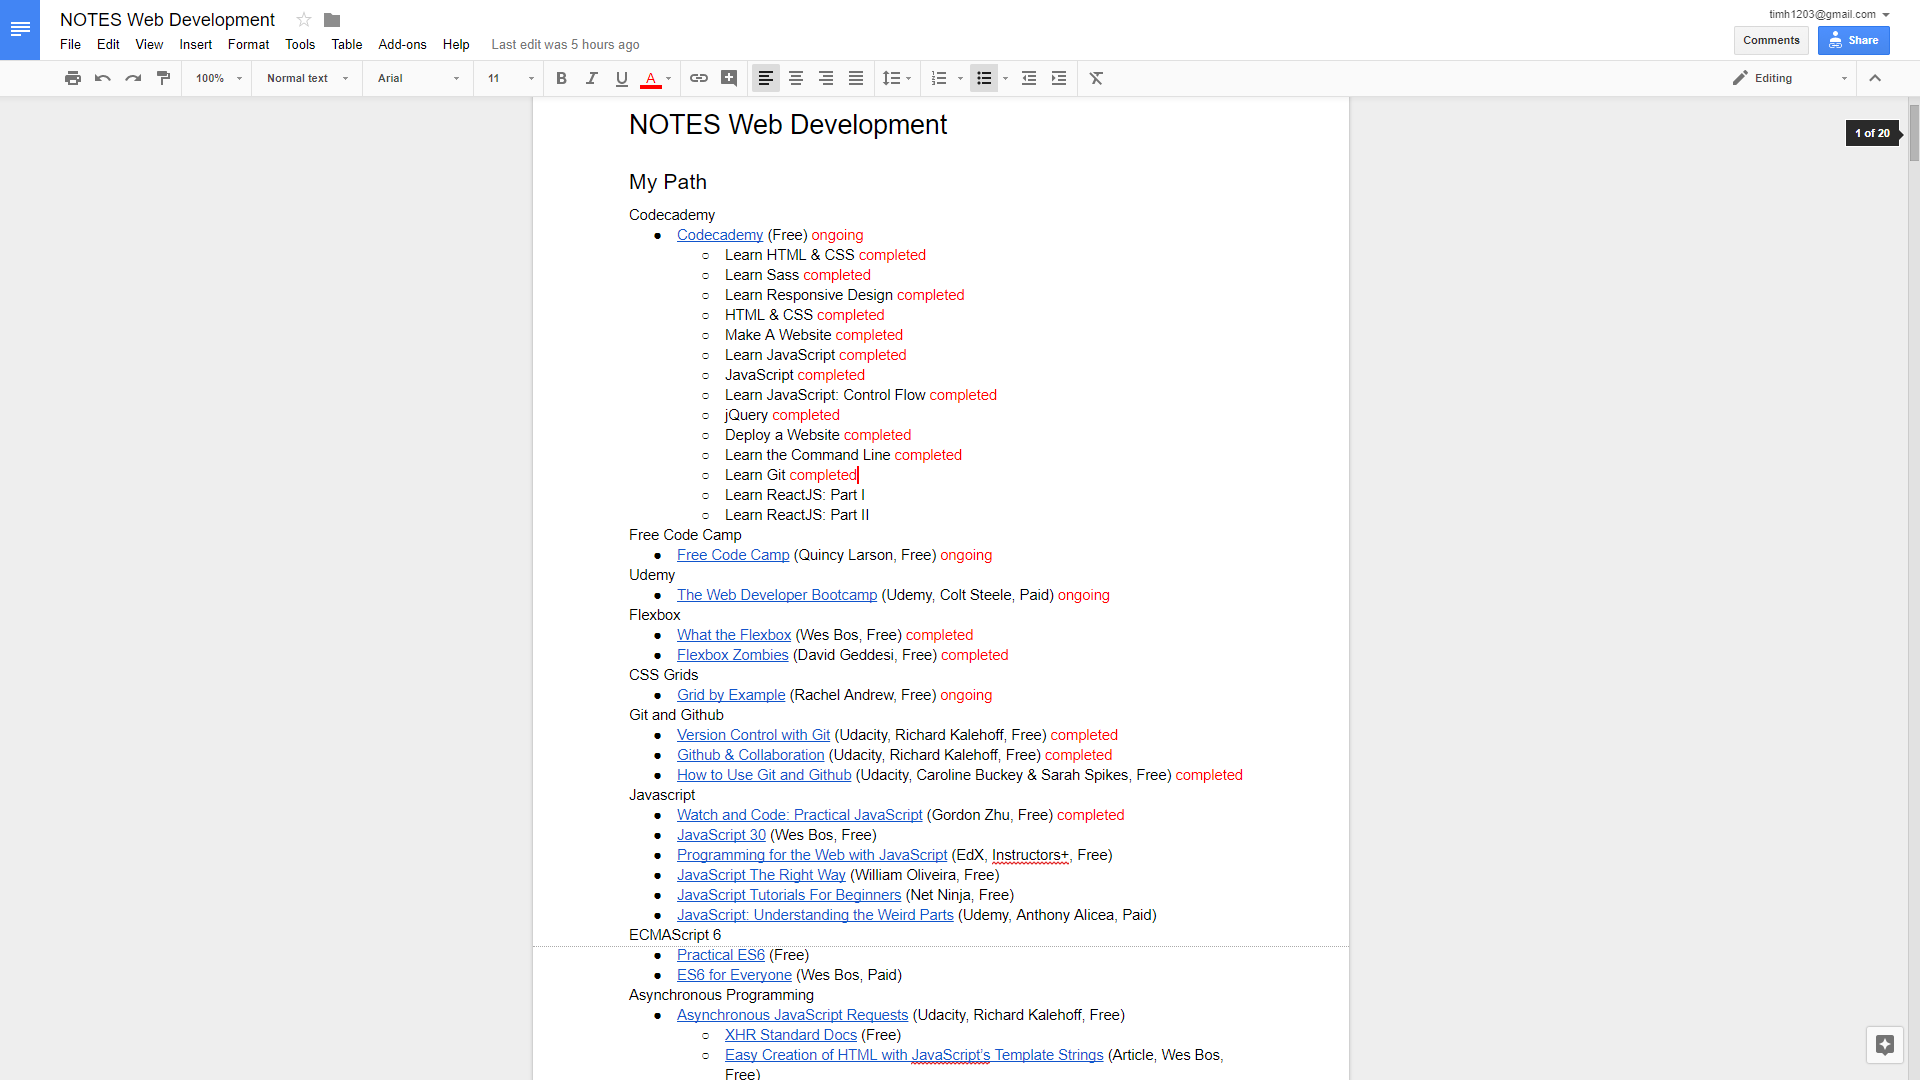 NOTES Web Development
timh1203@gmail.com
File Edit View Insert Format Tools Table Add-ons Help Last edit was 5 hours ago
Comments Share
100% Normal text Arial 11 B I U A Editing
1 of 20
NOTES Web Development
My Path
Codecademy
● Codecademy (Free) ongoing
○ Learn HTML & CSS completed
○ Learn Sass completed
○ Learn Responsive Design completed
○ HTML & CSS completed
○ Make A Website completed
○ Learn JavaScript completed
○ JavaScript completed
○ Learn JavaScript: Control Flow completed
○ jQuery completed
○ Deploy a Website completed
○ Learn the Command Line completed
○ Learn Git completed
○ Learn ReactJS: Part I
○ Learn ReactJS: Part II
Free Code Camp
● Free Code Camp (Quincy Larson, Free) ongoing
Udemy
● The Web Developer Bootcamp (Udemy, Colt Steele, Paid) ongoing
Flexbox
● What the Flexbox (Wes Bos, Free) completed
● Flexbox Zombies (David Geddesi, Free) completed
CSS Grids
● Grid by Example (Rachel Andrew, Free) ongoing
Git and Github
● Version Control with Git (Udacity, Richard Kalehoff, Free) completed
● Github & Collaboration (Udacity, Richard Kalehoff, Free) completed
● How to Use Git and Github (Udacity, Caroline Buckey & Sarah Spikes, Free) completed
Javascript
● Watch and Code: Practical JavaScript (Gordon Zhu, Free) completed
● JavaScript 30 (Wes Bos, Free)
● Programming for the Web with JavaScript (EdX, Instructors+, Free)
● JavaScript The Right Way (William Oliveira, Free)
● JavaScript Tutorials For Beginners (Net Ninja, Free)
● JavaScript: Understanding the Weird Parts (Udemy, Anthony Alicea, Paid)
ECMAScript 6
● Practical ES6 (Free)
● ES6 for Everyone (Wes Bos, Paid)
Asynchronous Programming
● Asynchronous JavaScript Requests (Udacity, Richard Kalehoff, Free)
○ XHR Standard Docs (Free)
○ Easy Creation of HTML with JavaScript's Template Strings (Article, Wes Bos,
Free)